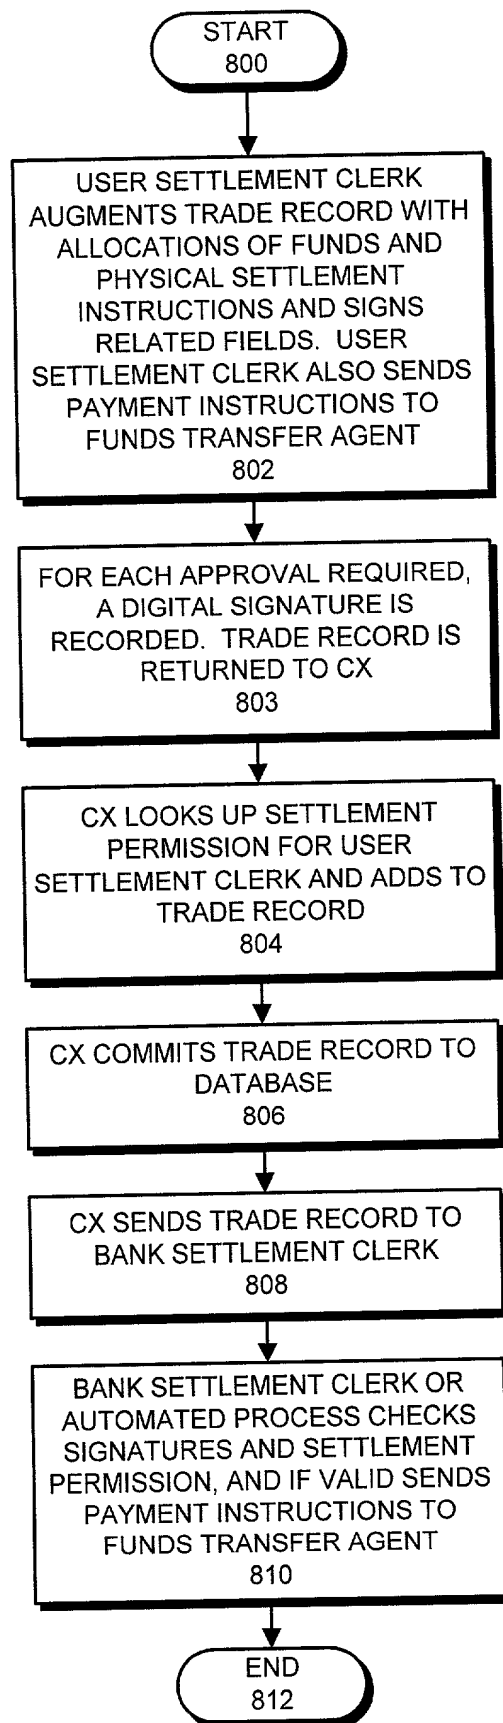 START
800
USER SETTLEMENT CLERK
AUGMENTS TRADE RECORD WITH
ALLOCATIONS OF FUNDS AND
PHYSICAL SETTLEMENT
INSTRUCTIONS AND SIGNS
RELATED FIELDS. USER
SETTLEMENT CLERK ALSO SENDS
PAYMENT INSTRUCTIONS TO
FUNDS TRANSFER AGENT
802
FOR EACH APPROVAL REQUIRED,
A DIGITAL SIGNATURE IS
RECORDED. TRADE RECORD IS
RETURNED TO CX
803
CX LOOKS UP SETTLEMENT
PERMISSION FOR USER
SETTLEMENT CLERK AND ADDS TO
TRADE RECORD
804
CX COMMITS TRADE RECORD TO
DATABASE
806
CX SENDS TRADE RECORD TO
BANK SETTLEMENT CLERK
808
BANK SETTLEMENT CLERK OR
AUTOMATED PROCESS CHECKS
SIGNATURES AND SETTLEMENT
PERMISSION, AND IF VALID SENDS
PAYMENT INSTRUCTIONS TO
FUNDS TRANSFER AGENT
810
END
812